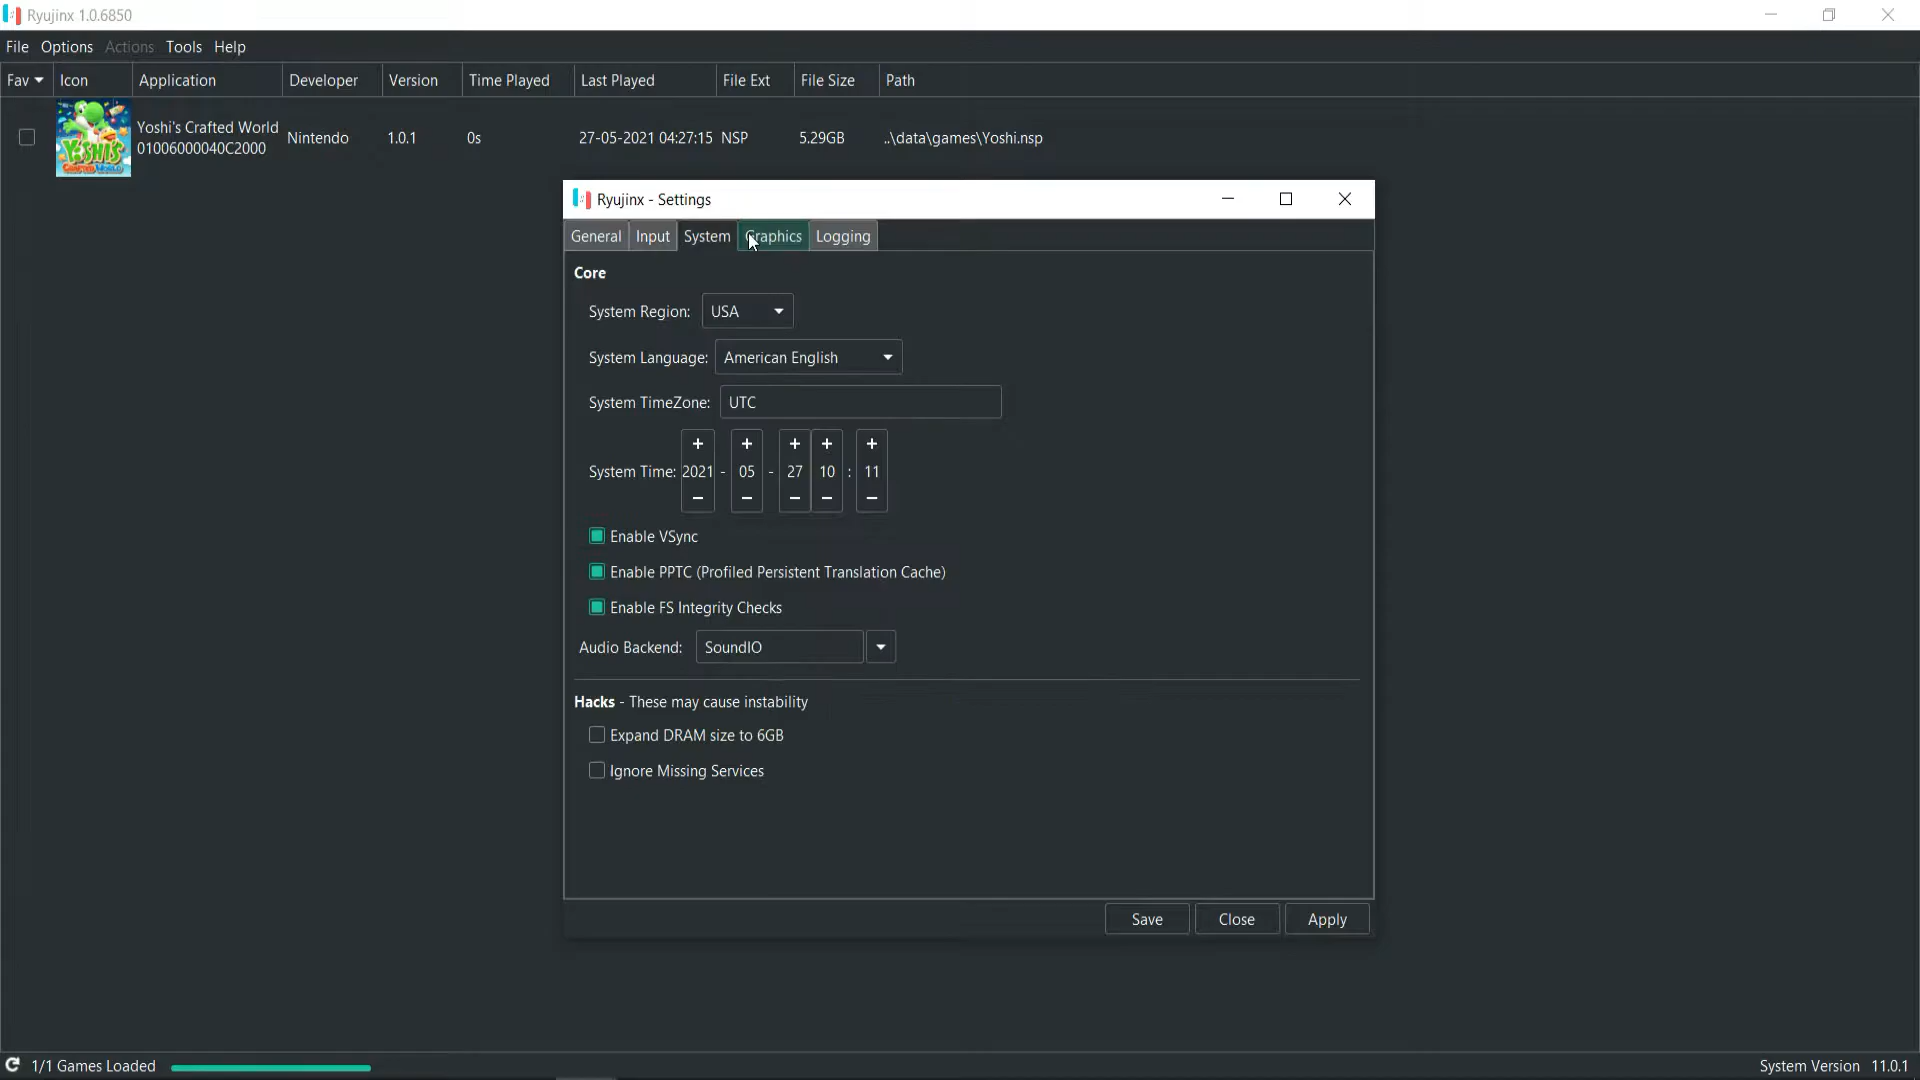 Ryujinx 1.0.6850
File Options Actions Tools Help
Fav Icon Application Developer Version Time Played Last Played File Ext File Size Path
Yoshi's Crafted World
01006000040C2000
Nintendo 1.0.1 0s 27-05-2021 04:27:15 NSP 5.29GB ..\data\games\Yoshi.nsp
YOSHI'S
CRAFTED WORLD
Ryujinx - Settings
General Input System Graphics Logging
Core
System Region: USA
System Language: American English
System TimeZone: UTC
+ + + + +
System Time: 2021 - 05 - 27 10 : 11
− − − − −
Enable VSync
Enable PPTC (Profiled Persistent Translation Cache)
Enable FS Integrity Checks
Audio Backend: SoundIO
Hacks - These may cause instability
Expand DRAM size to 6GB
Ignore Missing Services
Save Close Apply
1/1 Games Loaded
System Version 11.0.1